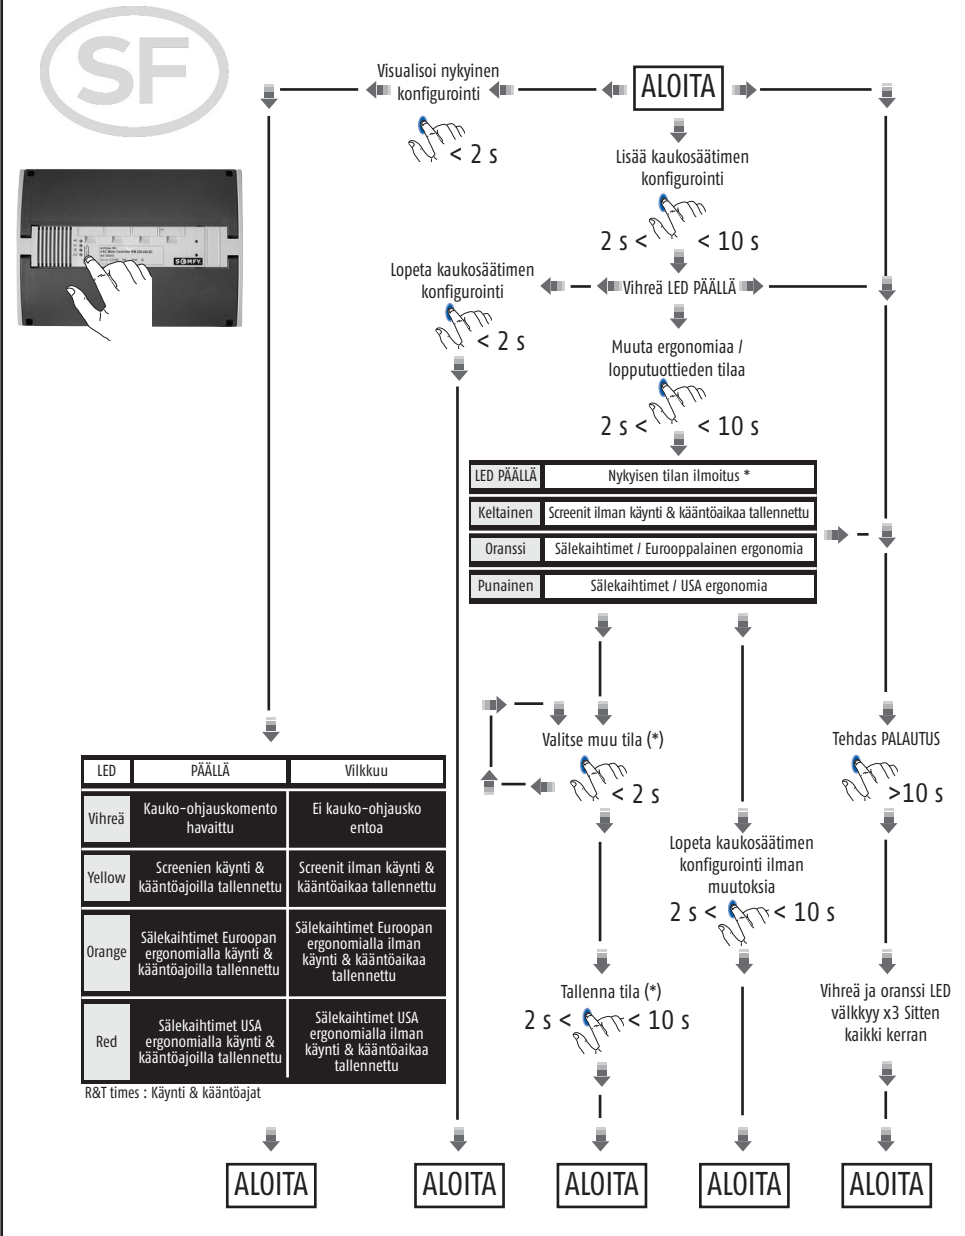 SF
Visualisoi nykyinen
konfigurointi
ALOITA
< 2 s
Lisää kaukosäätimen
konfigurointi
2 s < < 10 s
SOMFY
Lopeta kaukosäätimen
konfigurointi
Vihreä LED PÄÄLLÄ
< 2 s
Muuta ergonomiaa /
lopputuottieden tilaa
2 s < < 10 s
LED PÄÄLLÄ Nykyisen tilan ilmoitus *
Keltainen Screenit ilman käynti & kääntöaikaa tallennettu
Oranssi Sälekaihtimet / Eurooppalainen ergonomia
Punainen Sälekaihtimet / USA ergonomia
Valitse muu tila (*)
< 2 s
Tehdas PALAUTUS
>10 s
LED PÄÄLLÄ Vilkkuu
Vihreä Kauko-ohjauskomento
havaittu
Ei kauko-ohjausko
entoa
Yellow Screenien käynti &
kääntöajoilla tallennettu
Screenit ilman käynti &
kääntöaikaa tallennettu
Orange Sälekaihtimet Euroopan
ergonomialla käynti &
kääntöajoilla tallennettu
Sälekaihtimet Euroopan
ergonomialla ilman
käynti & kääntöaikaa
tallennettu
Red Sälekaihtimet USA
ergonomialla käynti &
kääntöajoilla tallennettu
Sälekaihtimet USA
ergonomialla ilman
käynti & kääntöaikaa
tallennettu
R&T times : Käynti & kääntöajat
Lopeta kaukosäätimen
konfigurointi ilman
muutoksia
2 s < < 10 s
Tallenna tila (*)
2 s < < 10 s
Vihreä ja oranssi LED
välkkyy x3 Sitten
kaikki kerran
ALOITA
ALOITA
ALOITA
ALOITA
ALOITA